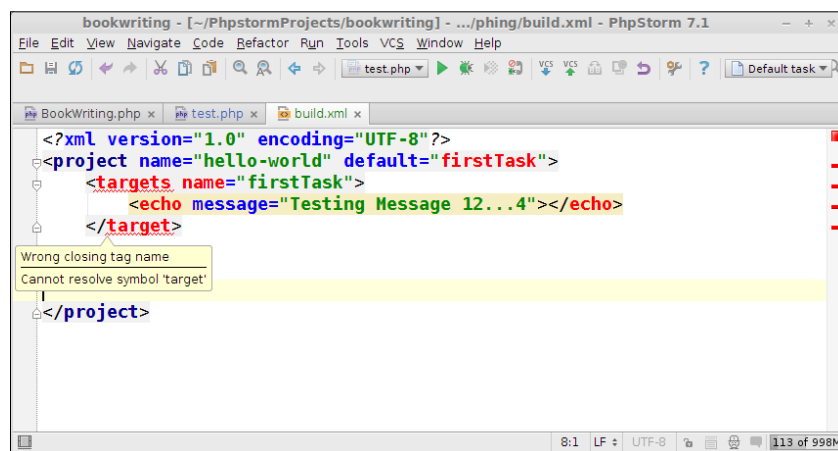 bookwriting - [~/PhpstormProjects/bookwriting] - .../phing/build.xml - PhpStorm 7.1
File Edit View Navigate Code Refactor Run Tools VCS Window Help
test.php VCS VCS ? Default task
BookWriting.php × test.php × build.xml ×
<?xml version="1.0" encoding="UTF-8"?>
<project name="hello-world" default="firstTask">
<targets name="firstTask">
<echo message="Testing Message 12...4"></echo>
</target>
Wrong closing tag name
Cannot resolve symbol 'target'
</project>
8:1 LF UTF-8 113 of 998M